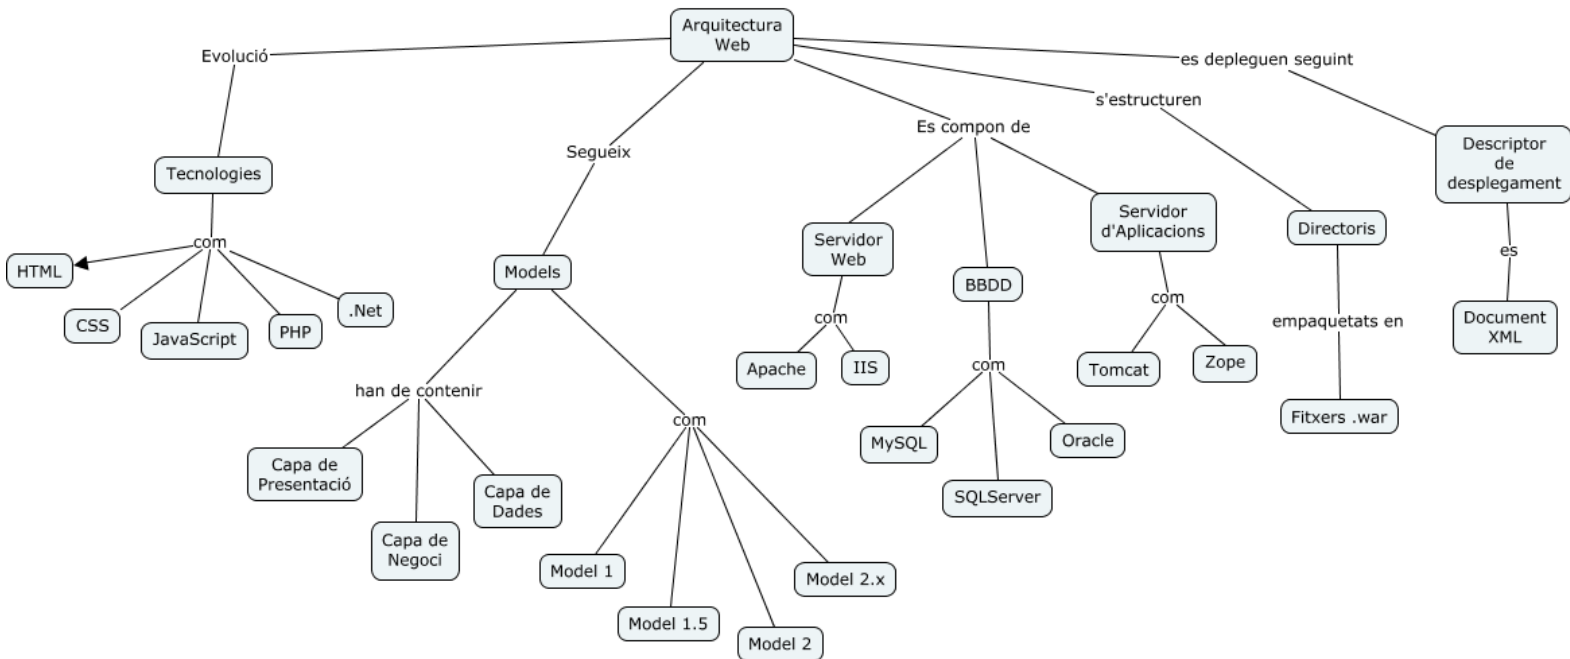 Arquitectura
Web
Evolució
es depleguen seguint
s'estructuren
Es compon de
Segueix
Tecnologies
Descriptor
de
desplegament
Servidor
d'Aplicacions
Directoris
com
Servidor
Web
HTML
Models
es
BBDD
com
.Net
com
empaquetats en
CSS
JavaScript
PHP
Document
XML
Apache
IIS
com
Tomcat
Zope
han de contenir
com
Fitxers .war
MySQL
Oracle
Capa de
Presentació
Capa de
Dades
SQLServer
Capa de
Negoci
Model 1
Model 2.x
Model 1.5
Model 2